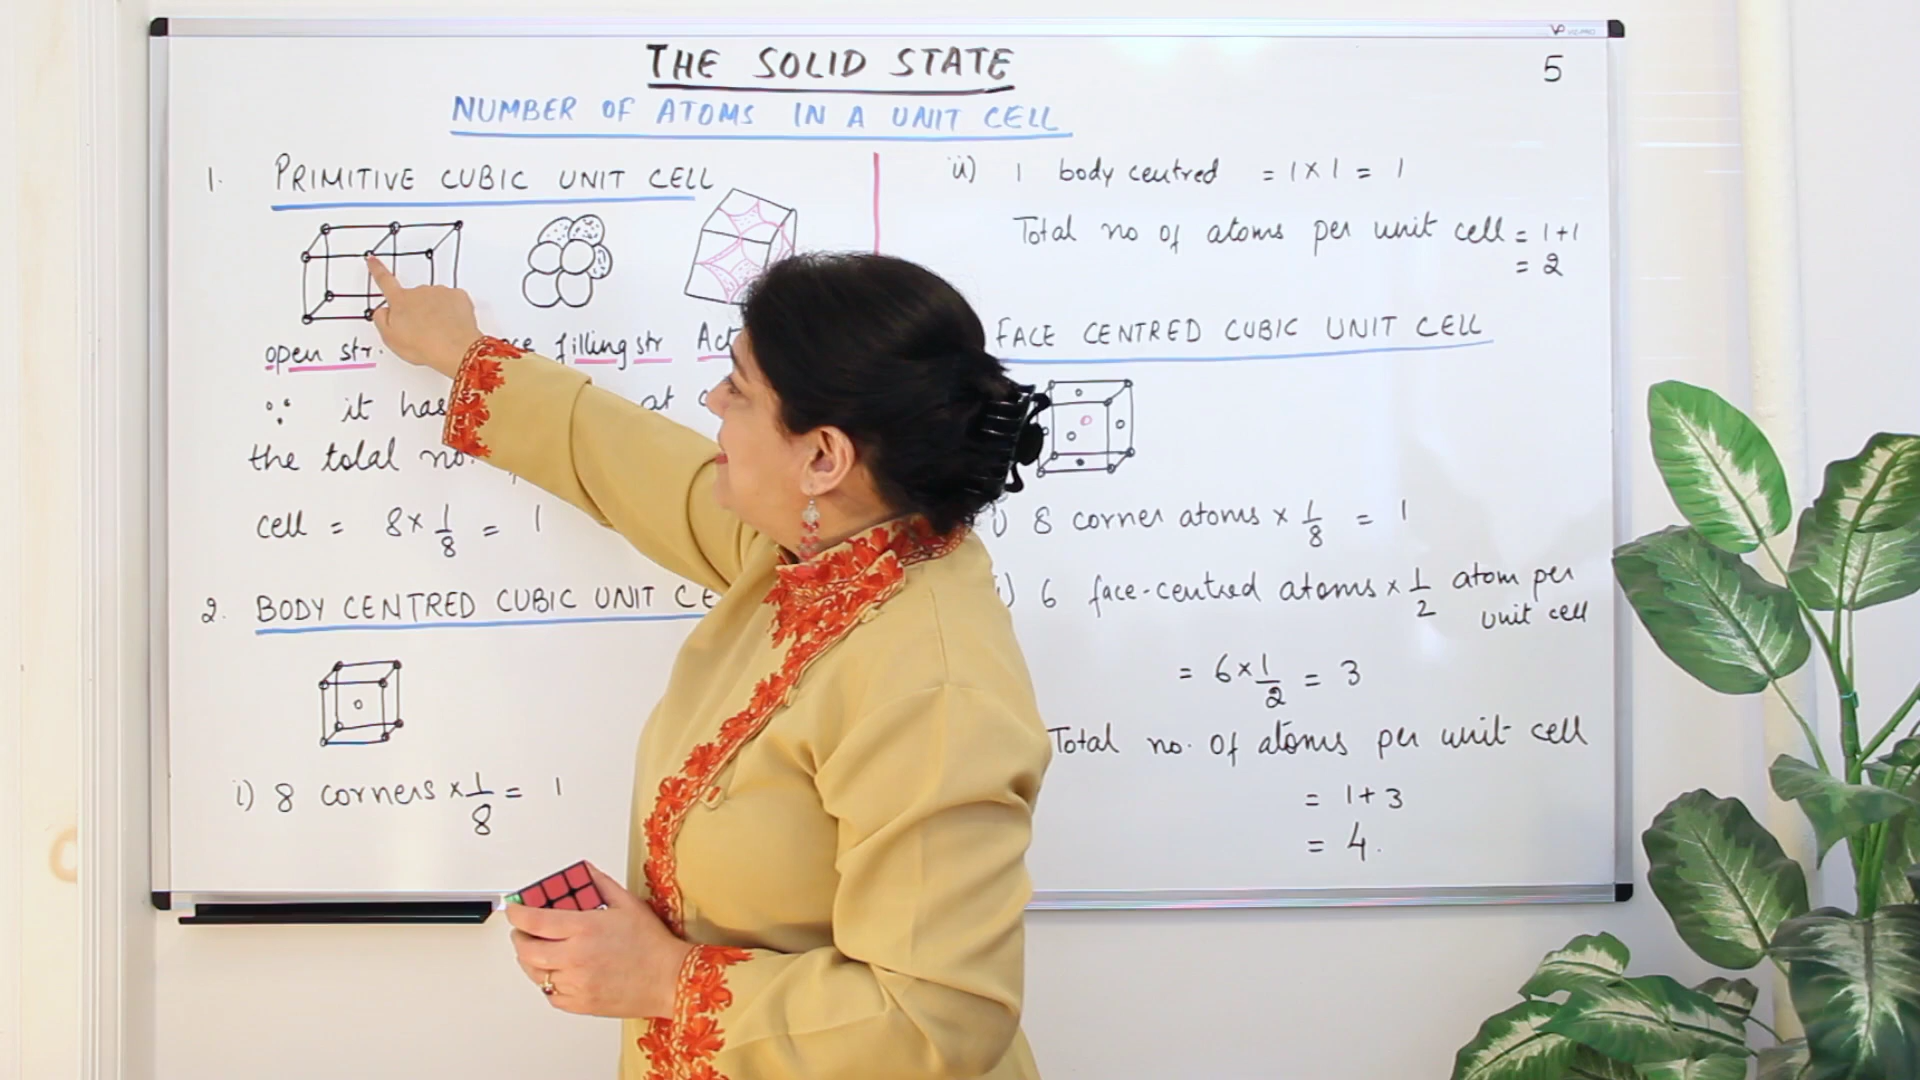 THE SOLID STATE
5
NUMBER OF ATOMS IN A UNIT CELL
1. PRIMITIVE CUBIC UNIT CELL
open str. filling str
∵ it has at
the total no.
cell = 8 × 1/8 = 1
2. BODY CENTRED CUBIC UNIT
i) 8 corners × 1/8 = 1
ii) 1 body centred = 1 × 1 = 1
Total no of atoms per unit cell = 1+1
= 2
FACE CENTRED CUBIC UNIT CELL
8 corner atoms × 1/8 = 1
6 face-centred atoms × 1/2 atom per
unit cell
= 6 × 1/2 = 3
Total no. of atoms per unit cell
= 1+3
= 4.